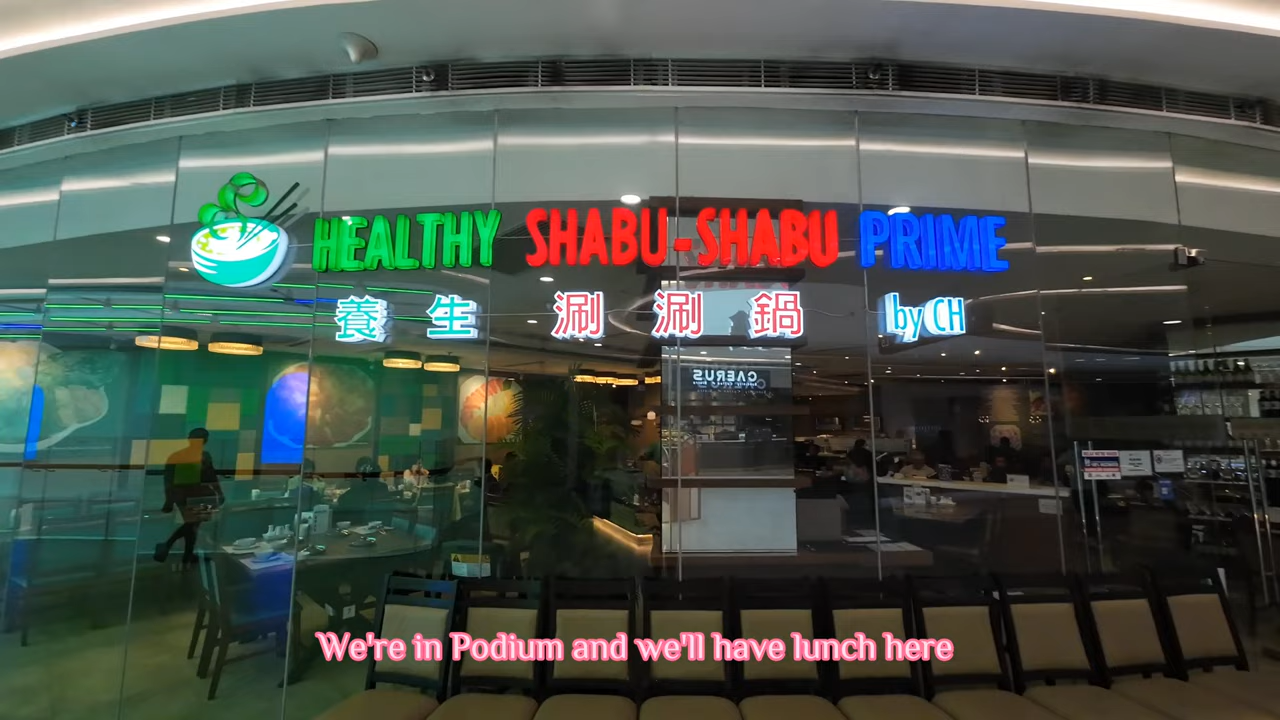 HEALTHY SHABU-SHABU PRIME
養生 涮涮鍋 by CH
CAERUS
We're in Podium and we'll have lunch here